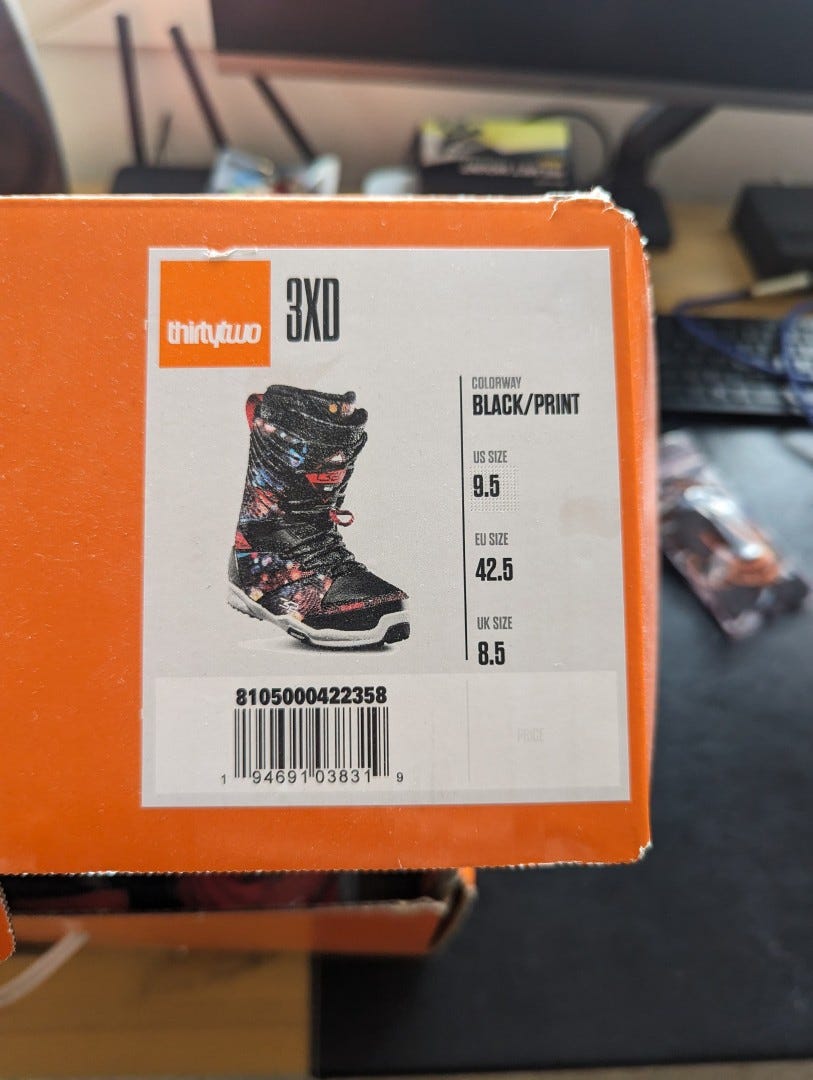 thirtytwo
3XD
COLORWAY
BLACK/PRINT
US SIZE
9.5
EU SIZE
42.5
UK SIZE
8.5
8105000422358
1 94691 03831 9
PRICE